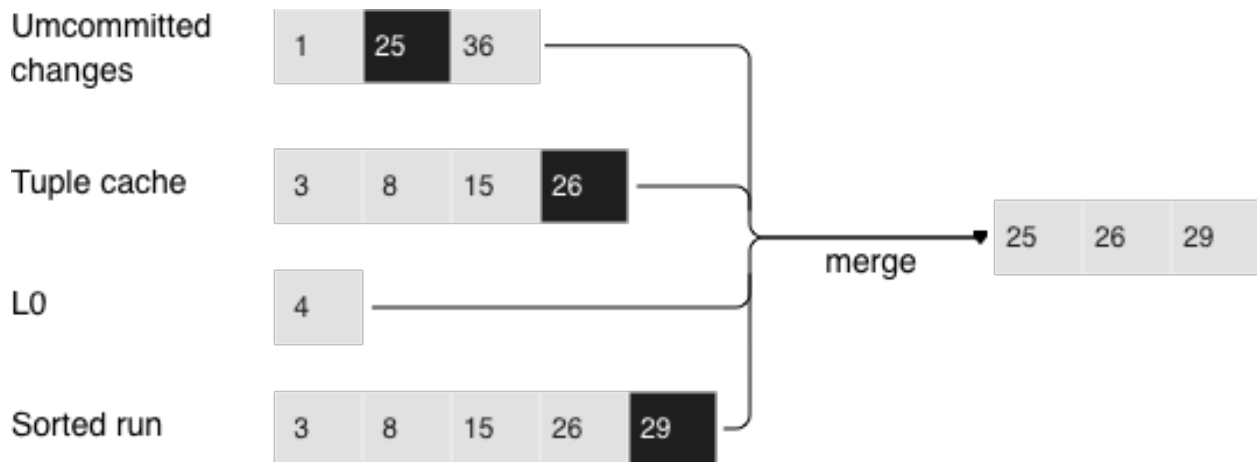 Umcommitted
changes
1 25 36
Tuple cache
3 8 15 26
25 26 29
merge
L0
4
Sorted run
3 8 15 26 29